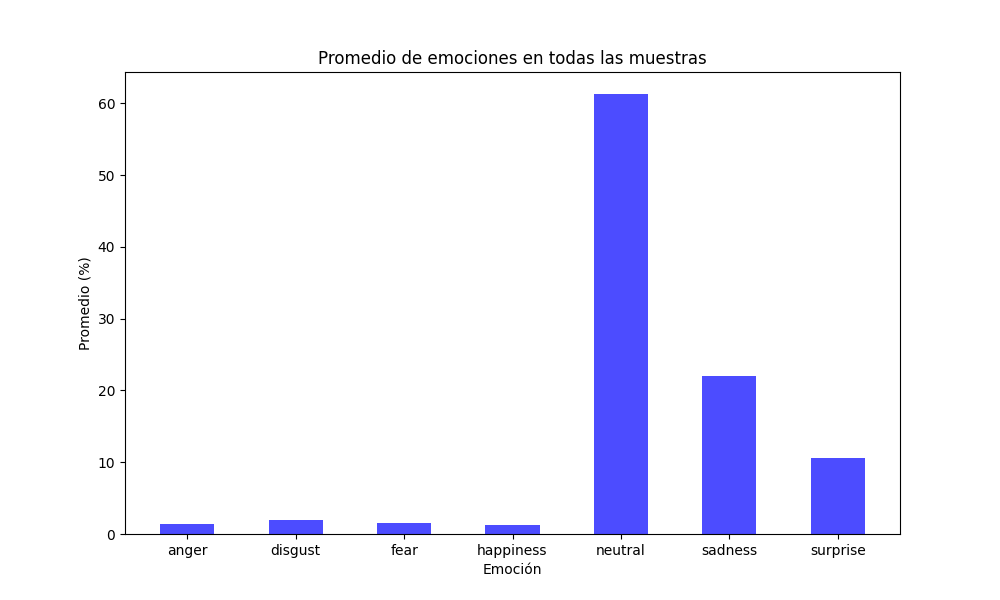 Promedio de emociones en todas las muestras
60
50
40
30
20
10
0
Promedio (%)
anger disgust fear happiness neutral sadness surprise
Emoción